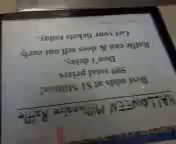 HALLOWEEN Millionaire Raffle
Best odds at $1 Million!
500 total prizes
Don't delay,
Raffle can & does sell out early
Get your tickets today.